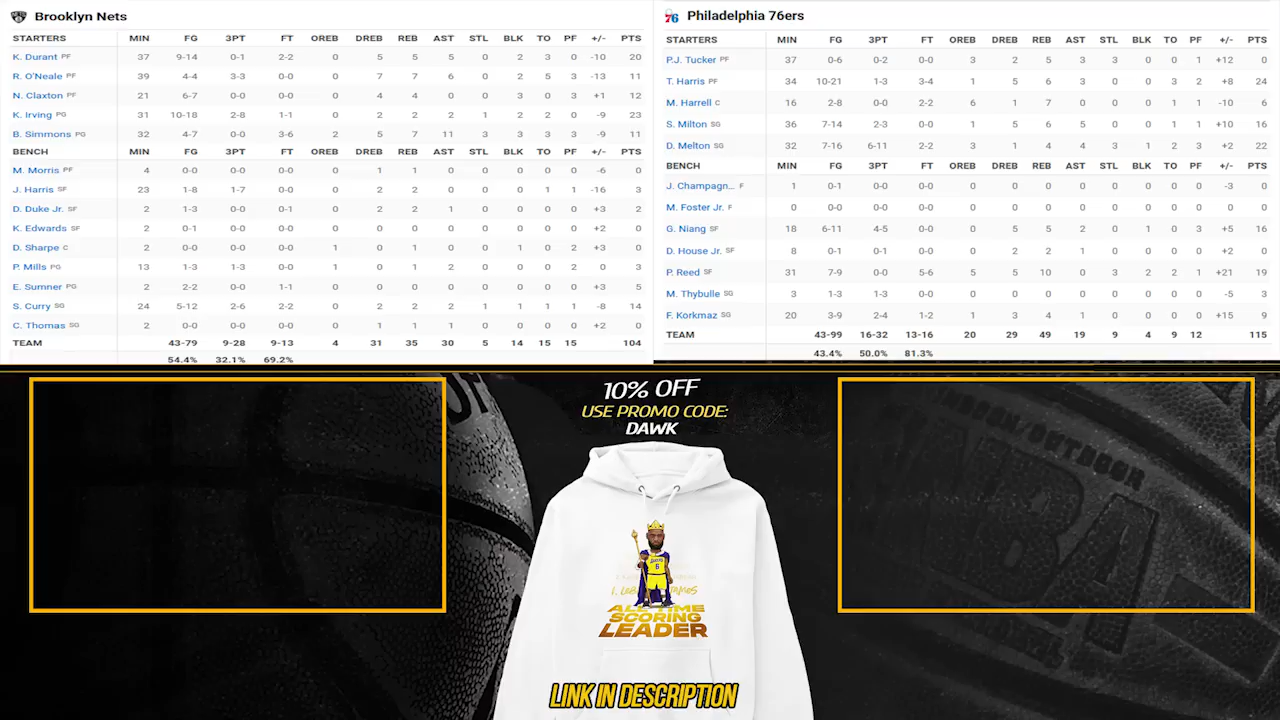 Brooklyn Nets
STARTERS MIN FG 3PT FT OREB DREB REB AST STL BLK TO PF +/- PTS
K. Durant PF 37 9-14 0-1 2-2 0 5 5 5 0 2 3 0 -10 20
R. O'Neale PF 39 4-4 3-3 0-0 0 7 7 6 0 2 5 3 -13 11
N. Claxton PF 21 6-7 0-0 0-0 0 4 4 0 0 3 0 3 +1 12
K. Irving PG 31 10-18 2-8 1-1 0 2 2 2 1 2 2 0 -9 23
B. Simmons PG 32 4-7 0-0 3-6 2 5 7 11 3 3 3 3 -9 11
BENCH MIN FG 3PT FT OREB DREB REB AST STL BLK TO PF +/- PTS
M. Morris PF 4 0-0 0-0 0-0 0 1 1 0 0 0 0 0 -6 0
J. Harris SF 23 1-8 1-7 0-0 0 2 2 0 0 0 1 3 -16 3
D. Duke Jr. SF 2 1-3 0-0 0-1 0 2 2 1 0 0 0 0 +3 2
K. Edwards SF 2 0-1 0-0 0-0 0 0 0 0 0 0 0 0 +2 0
D. Sharpe C 2 0-0 0-0 0-0 1 0 1 0 0 1 0 0 +3 0
P. Mills PG 13 1-3 1-3 0-0 1 0 1 2 0 0 0 2 0 3
E. Sumner PG 2 2-2 0-0 1-1 0 0 0 0 0 0 0 0 +3 5
S. Curry SG 24 5-12 2-6 2-2 0 2 2 2 1 1 1 1 -8 14
C. Thomas SG 2 0-0 0-0 0-0 0 1 1 1 0 0 0 0 +2 0
TEAM 43-79 9-28 9-13 4 31 35 30 5 14 15 15 104
54.4% 32.1% 69.2%
76 Philadelphia 76ers
STARTERS MIN FG 3PT FT OREB DREB REB AST STL BLK TO PF +/- PTS
P.J. Tucker PF 37 0-6 0-2 0-0 3 2 5 3 3 0 0 1 +12 0
T. Harris PF 34 10-21 1-3 3-4 1 5 6 3 0 0 3 2 +8 24
M. Harrell C 16 2-8 0-0 2-2 6 1 7 0 0 0 1 1 -10 6
S. Milton SG 36 7-14 2-3 0-0 1 5 6 5 0 0 1 1 +10 16
D. Melton SG 32 7-16 6-11 2-2 3 1 4 4 3 1 2 3 +2 22
BENCH MIN FG 3PT FT OREB DREB REB AST STL BLK TO PF +/- PTS
J. Champagn... F 1 0-1 0-0 0-0 0 0 0 0 0 0 0 0 -3 0
M. Foster Jr. F 0 0-0 0-0 0-0 0 0 0 0 0 0 0 0 0 0
G. Niang SF 18 6-11 4-5 0-0 0 5 5 2 0 1 0 3 +5 16
D. House Jr. SF 8 0-1 0-1 0-0 0 2 2 1 0 0 0 0 +2 0
P. Reed SF 31 7-9 0-0 5-6 5 5 10 0 3 2 2 1 +21 19
M. Thybulle SG 3 1-3 1-3 0-0 1 0 1 0 0 0 0 0 -5 3
F. Korkmaz SG 20 3-9 2-4 1-2 0 3 3 1 0 0 0 0 +15 9
TEAM 43-99 16-32 13-16 20 29 49 19 9 4 9 12 115
43.4% 50.0% 81.3%
10% OFF
USE PROMO CODE:
DAWK
ALL TIME
SCORING
LEADER
LINK IN DESCRIPTION